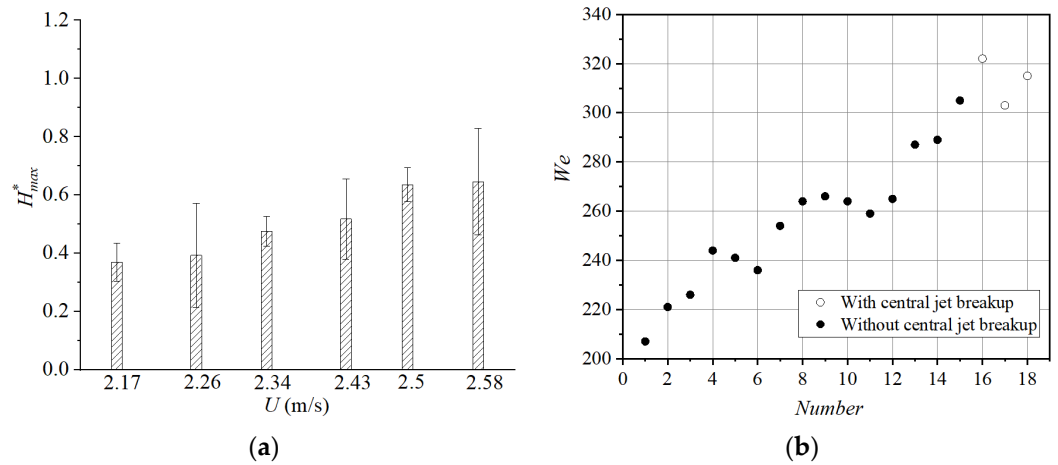 1.2
1.0
0.8
0.6
0.4
0.2
0.0
H*max
2.17 2.26 2.34 2.43 2.5 2.58
U (m/s)
(a)
340
320
300
280
260
240
220
200
We
With central jet breakup
Without central jet breakup
0 2 4 6 8 10 12 14 16 18
Number
(b)